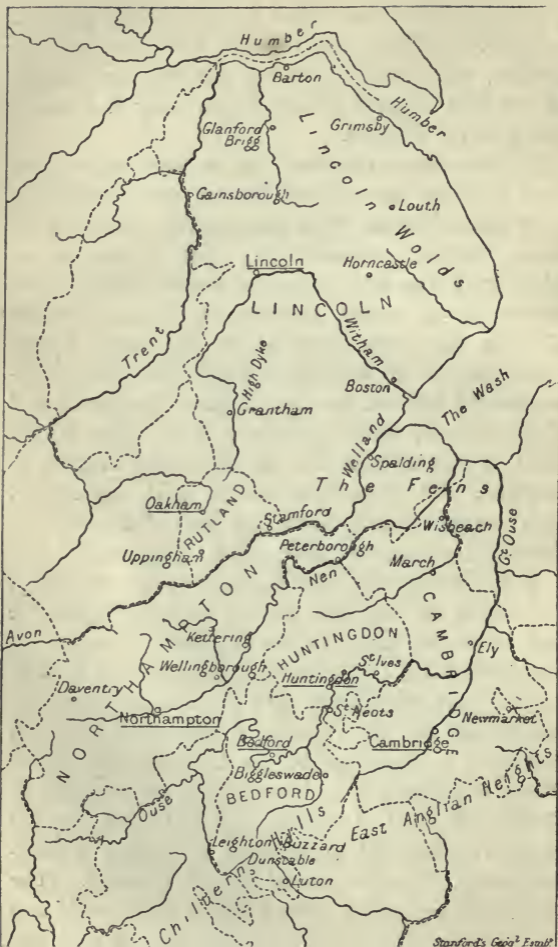 Humber
Barton
Humber
Glanford
Brigg
Grimsby
Lincoln Wolds
Gainsborough
Louth
Lincoln
Horncastle
LINCOLN
Trent
High Dyke
Witham
Boston
The Wash
Grantham
Welland
Spalding
The Fens
Oakham
RUTLAND
Stamford
Wisbeach
Gt. Ouse
Uppingham
Peterborough
Nen
March
Avon
NORTHAMPTON
CAMBRIDGE
Kettering
HUNTINGDON
Ely
Wellingborough
St Ives
Huntingdon
Daventry
Northampton
St Neots
Newmarket
Bedford
Cambridge
Biggleswade
BEDFORD
Ouse
East Anglian Heights
Leighton Buzzard
Dunstable
Luton
Chiltern Hills
Stanford's Geogl. Estabt.